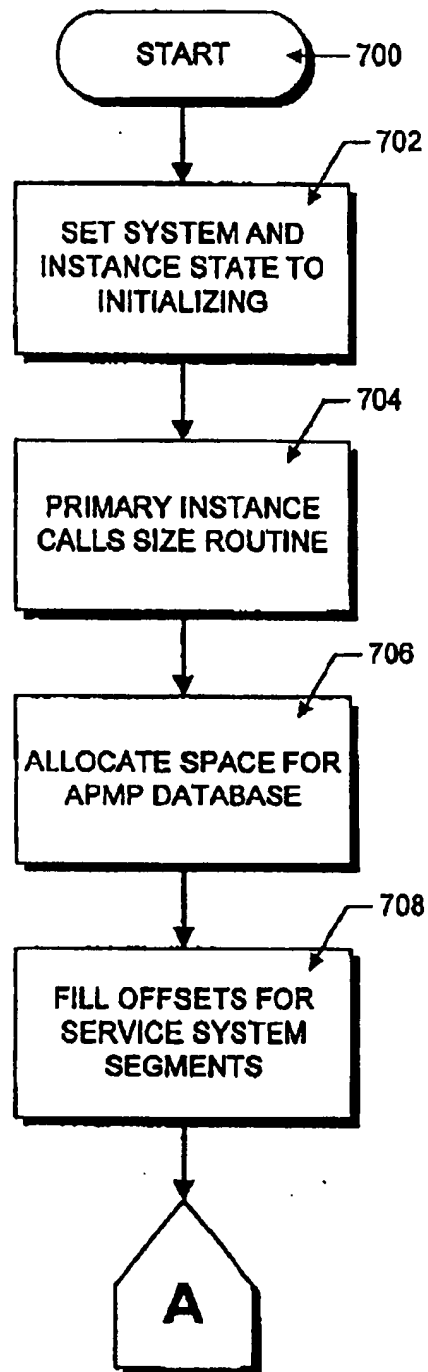 START
700
702
SET SYSTEM AND
INSTANCE STATE TO
INITIALIZING
704
PRIMARY INSTANCE
CALLS SIZE ROUTINE
706
ALLOCATE SPACE FOR
APMP DATABASE
708
FILL OFFSETS FOR
SERVICE SYSTEM
SEGMENTS
A